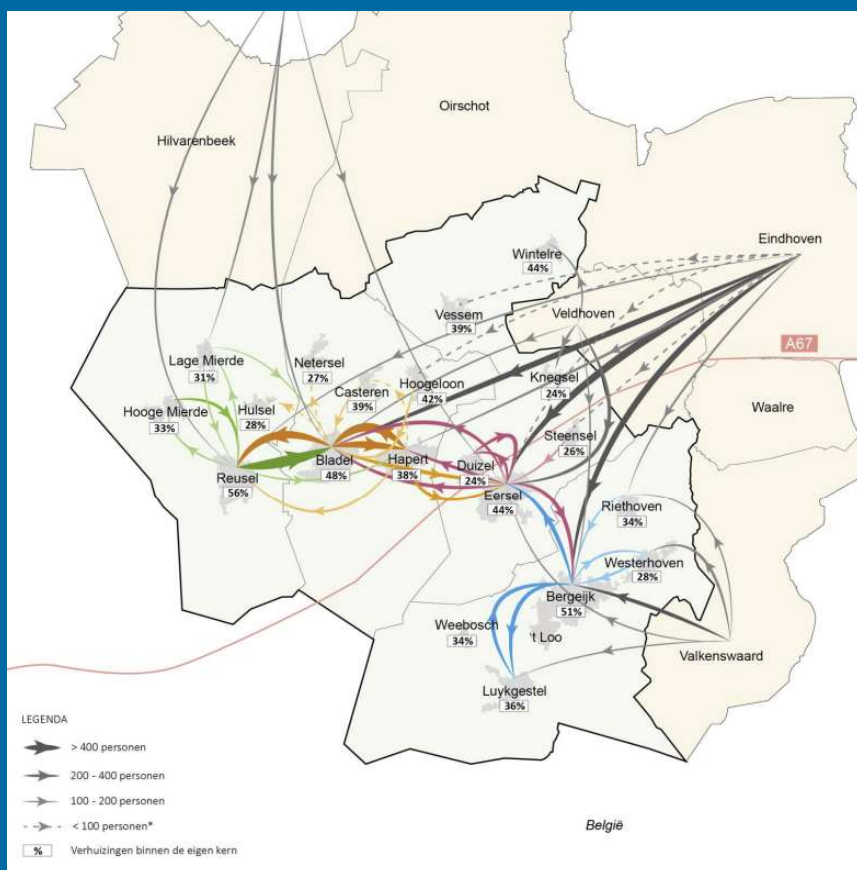 Oirschot
Hilvarenbeek
Eindhoven
Wintelre
44%
Vessem
39%
Veldhoven
A67
Lage Mierde
31%
Netersel
27%
Casteren
39%
Hoogeloon
42%
Knegsel
24%
Waalre
Hooge Mierde
33%
Hulsel
28%
Steensel
26%
Reusel
56%
Bladel
48%
Hapert
38%
Duizel
24%
Eersel
44%
Riethoven
34%
Westerhoven
28%
Bergeijk
51%
Weebosch
34%
't Loo
Valkenswaard
Luykgestel
36%
LEGENDA
> 400 personen
200 - 400 personen
100 - 200 personen
< 100 personen*
% Verhuizingen binnen de eigen kern
België